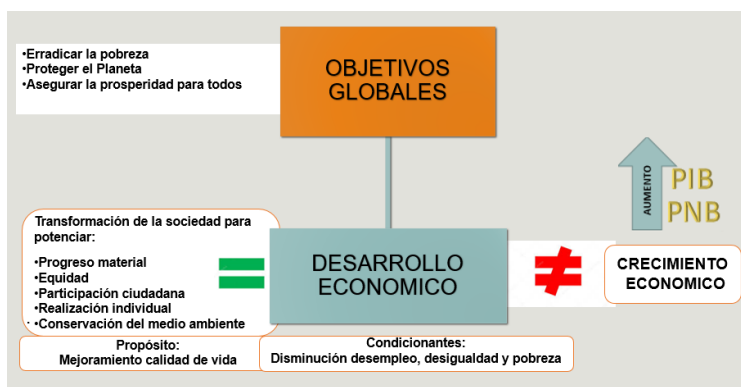 •Erradicar la pobreza
•Proteger el Planeta
•Asegurar la prosperidad para todos
OBJETIVOS
GLOBALES
AUMENTO
PIB
PNB
Transformación de la sociedad para
potenciar:
•Progreso material
•Equidad
•Participación ciudadana
•Realización individual
•Conservación del medio ambiente
=
DESARROLLO
ECONOMICO
≠
CRECIMIENTO
ECONOMICO
Propósito:
Mejoramiento calidad de vida
Condicionantes:
Disminución desempleo, desigualdad y pobreza